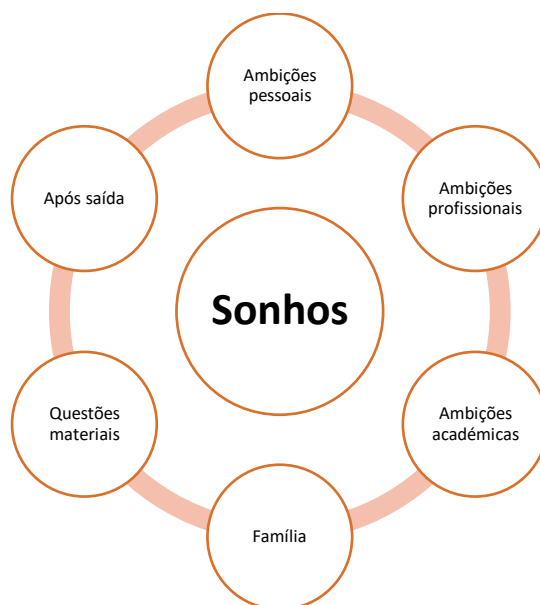 Ambições
pessoais
Ambições
profissionais
Ambições
académicas
Família
Questões
materiais
Após saída
Sonhos